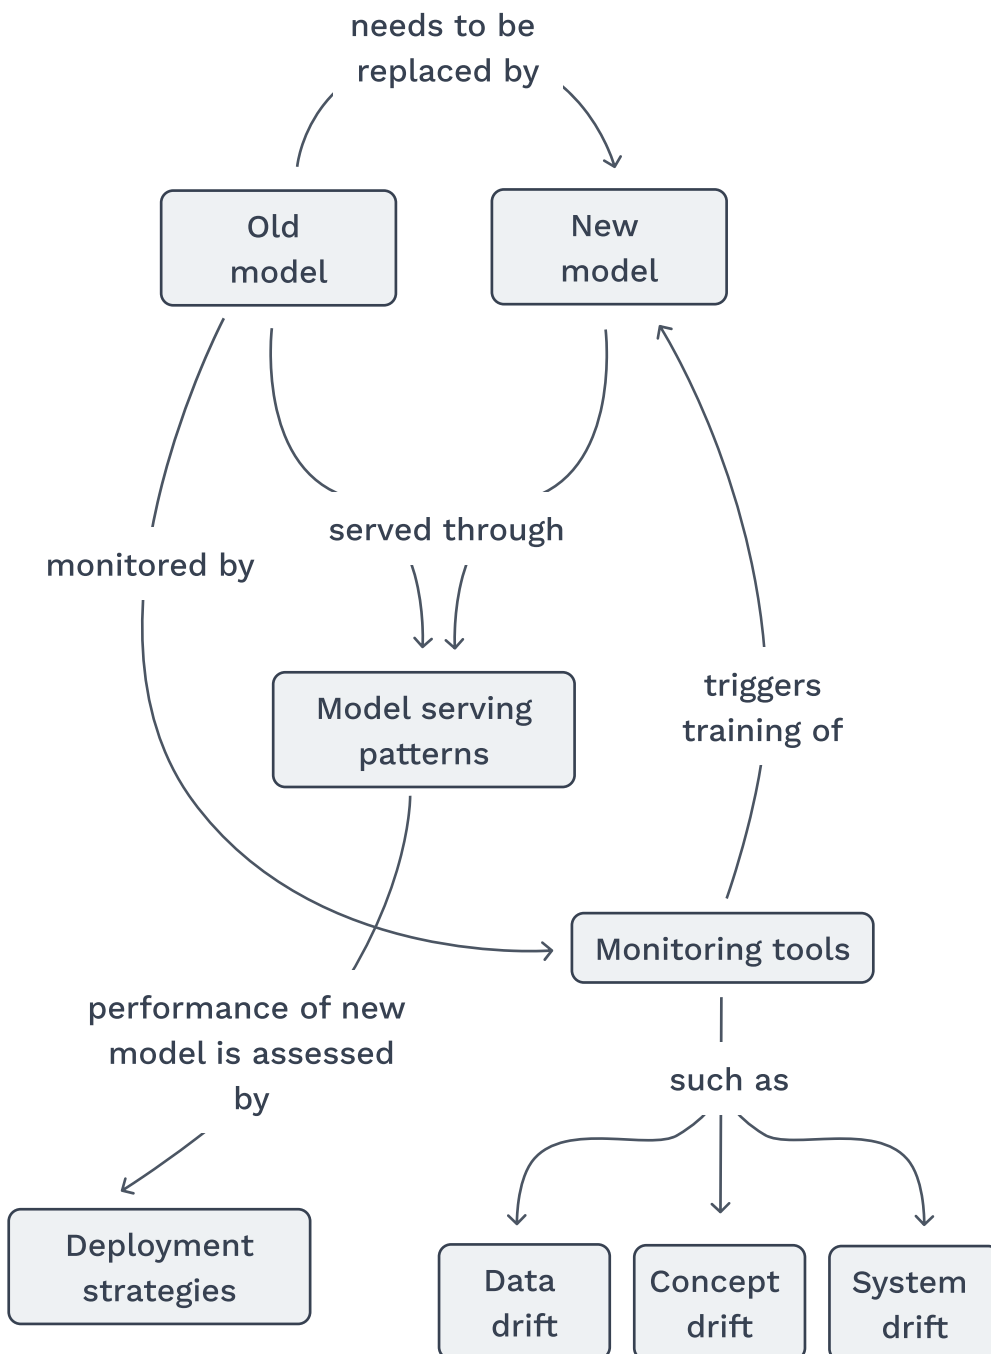 needs to be
replaced by
Old
model
New
model
served through
monitored by
triggers
training of
Model serving
patterns
Monitoring tools
performance of new
model is assessed
by
such as
Deployment
strategies
Data
drift
Concept
drift
System
drift